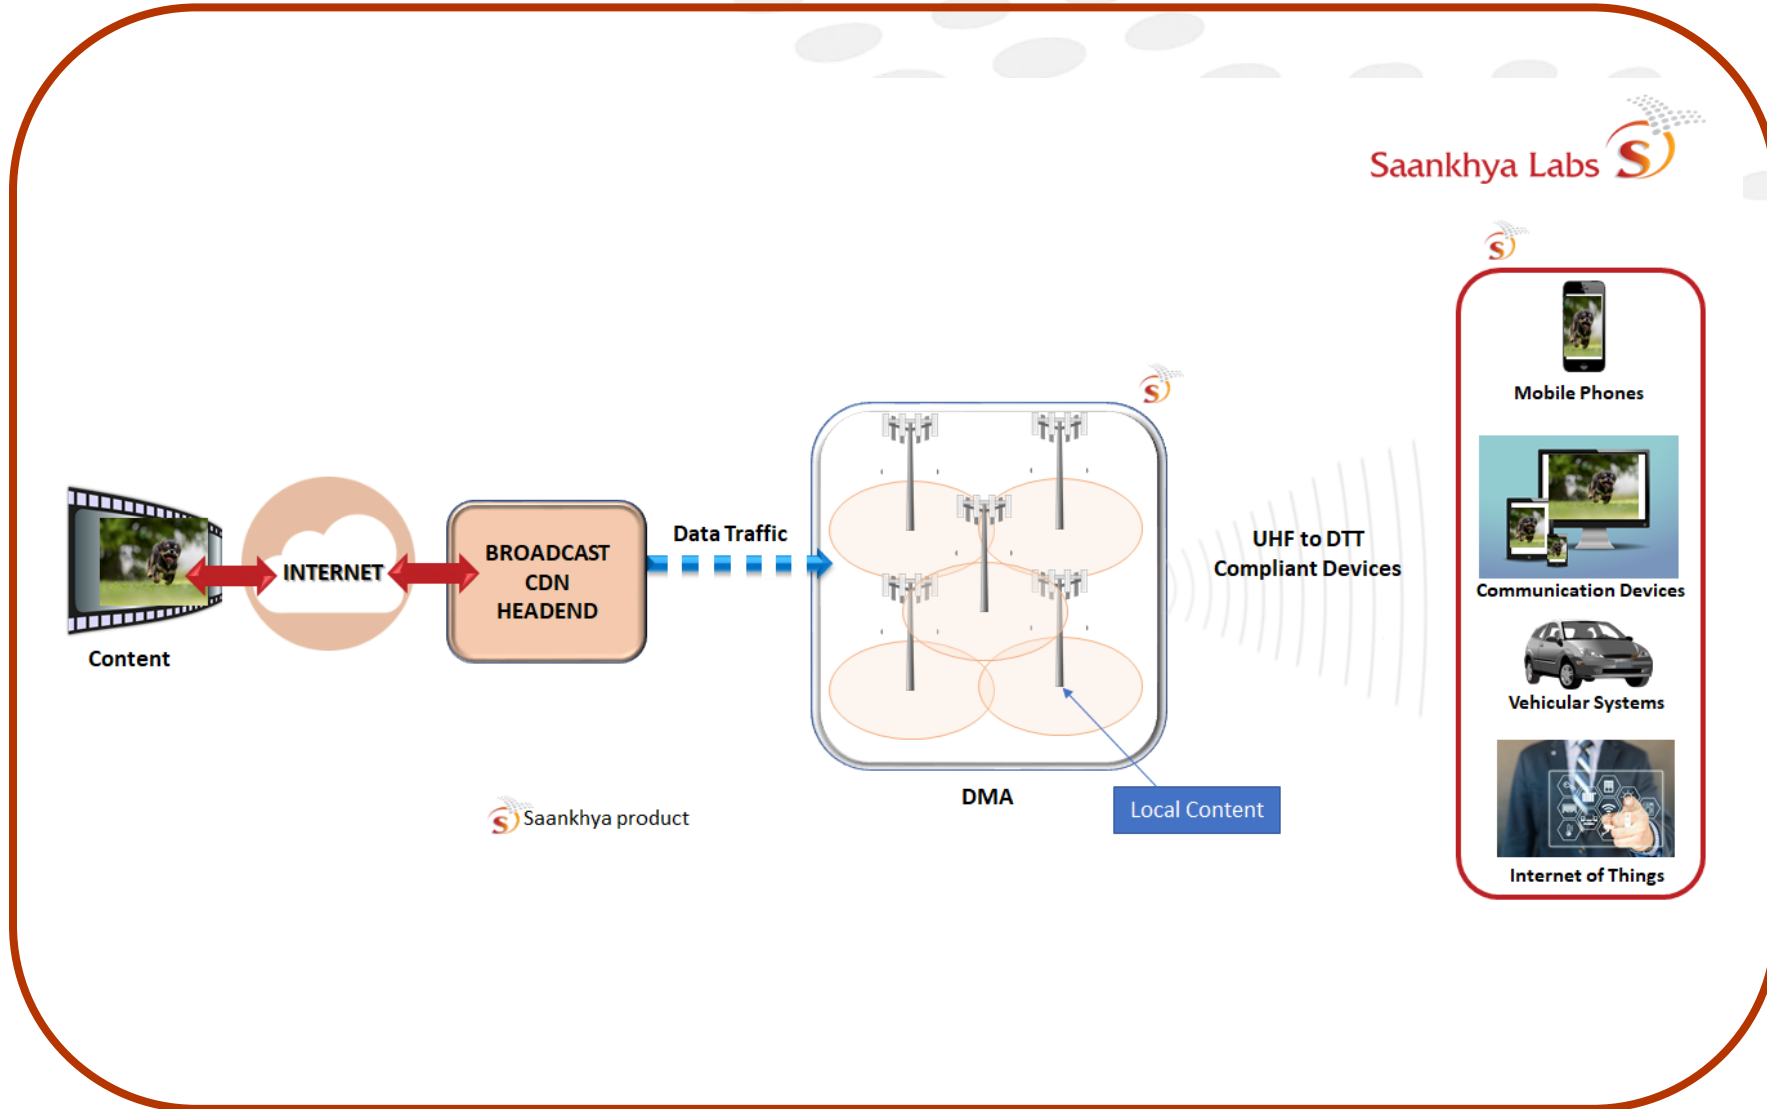 Saankhya Labs
Mobile Phones
Communication Devices
Vehicular Systems
Internet of Things
Content
INTERNET
BROADCAST
CDN
HEADEND
Data Traffic
DMA
Local Content
UHF to DTT
Compliant Devices
Saankhya product